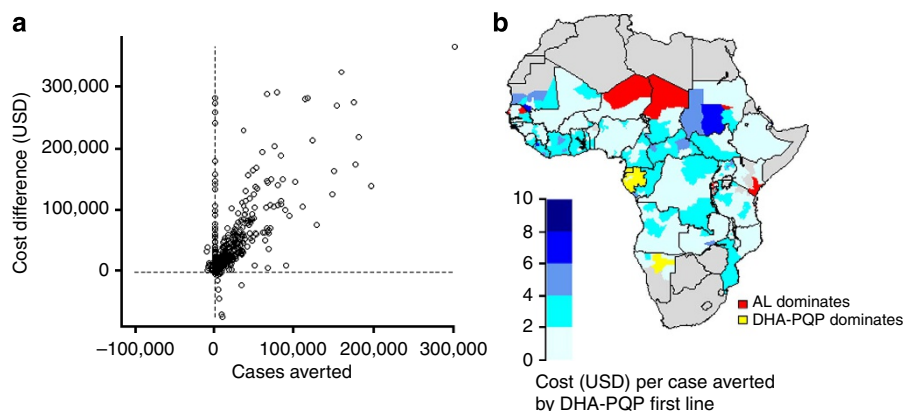 a
Cost difference (USD)
300,000
200,000
100,000
0
−100,000
0
100,000
200,000
300,000
Cases averted
b
10
8
6
4
2
0
AL dominates
DHA-PQP dominates
Cost (USD) per case averted
by DHA-PQP first line